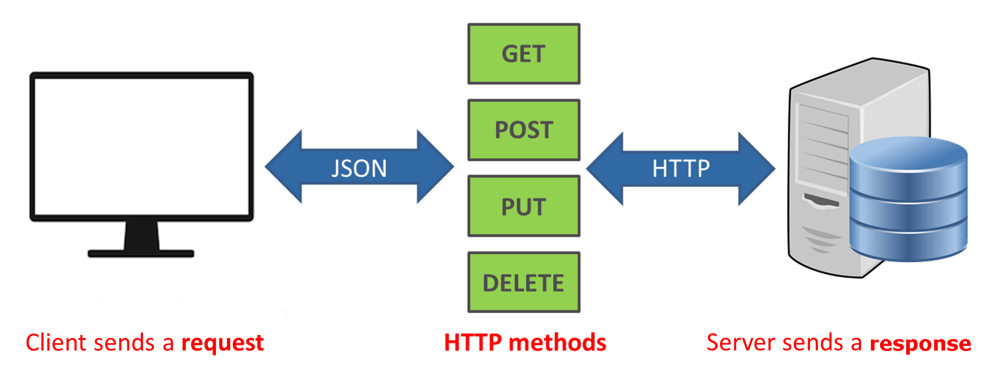 GET
POST
JSON
HTTP
PUT
DELETE
Client sends a request
HTTP methods
Server sends a response